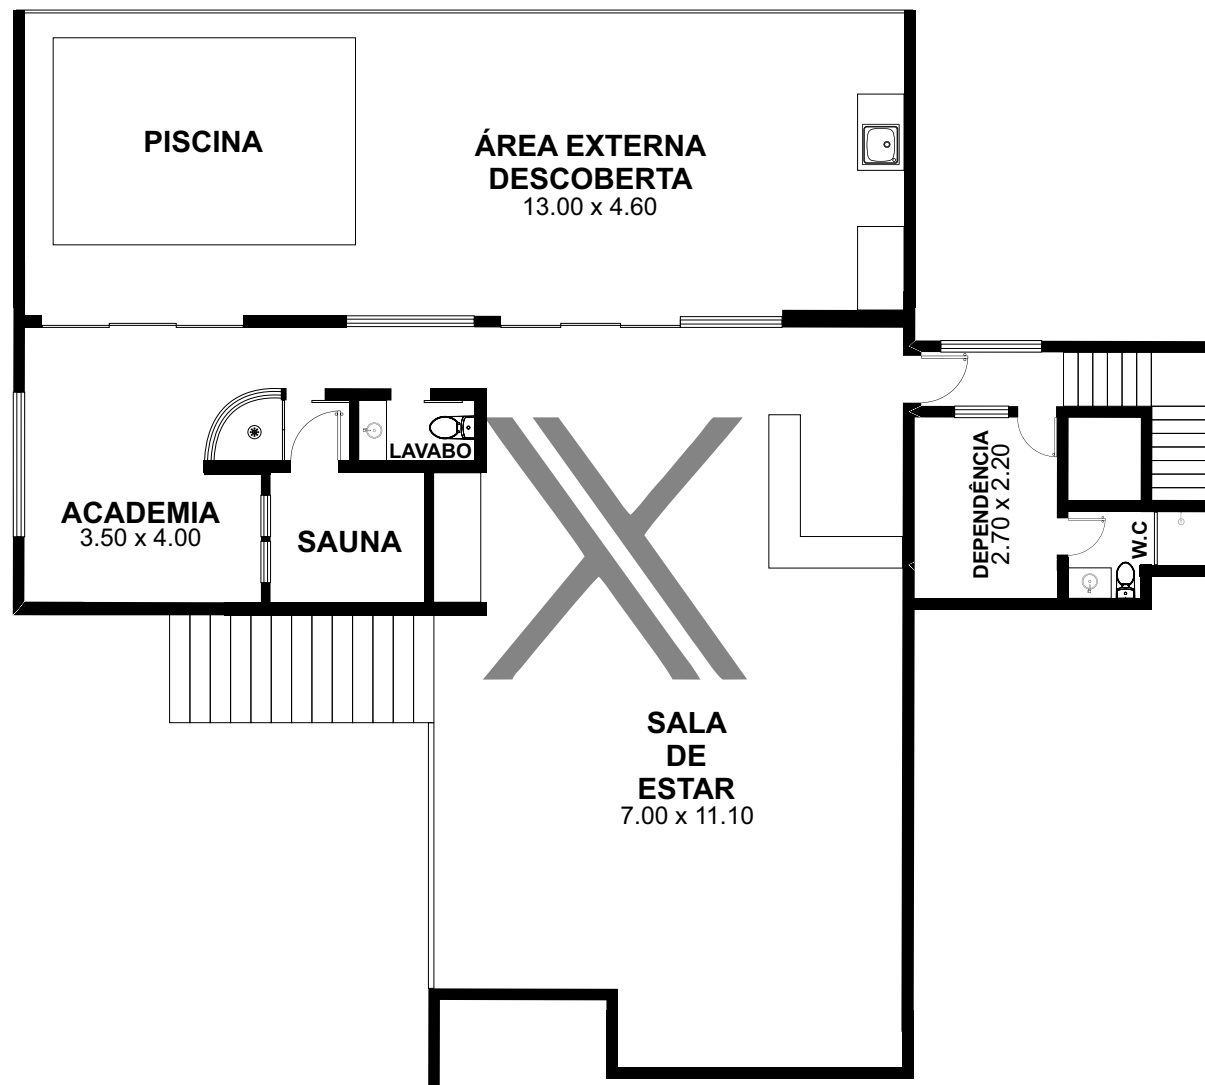 PISCINA
ÁREA EXTERNA
DESCOBERTA
13.00 x 4.60
LAVABO
ACADEMIA
3.50 x 4.00
SAUNA
DEPENDÊNCIA
2.70 x 2.20
W.C
SALA
DE
ESTAR
7.00 x 11.10